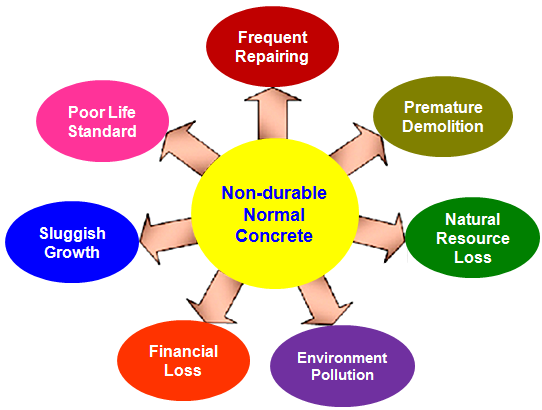 Frequent
Repairing
Poor Life
Standard
Premature
Demolition
Non-durable
Normal
Concrete
Sluggish
Growth
Natural
Resource
Loss
Financial
Loss
Environment
Pollution